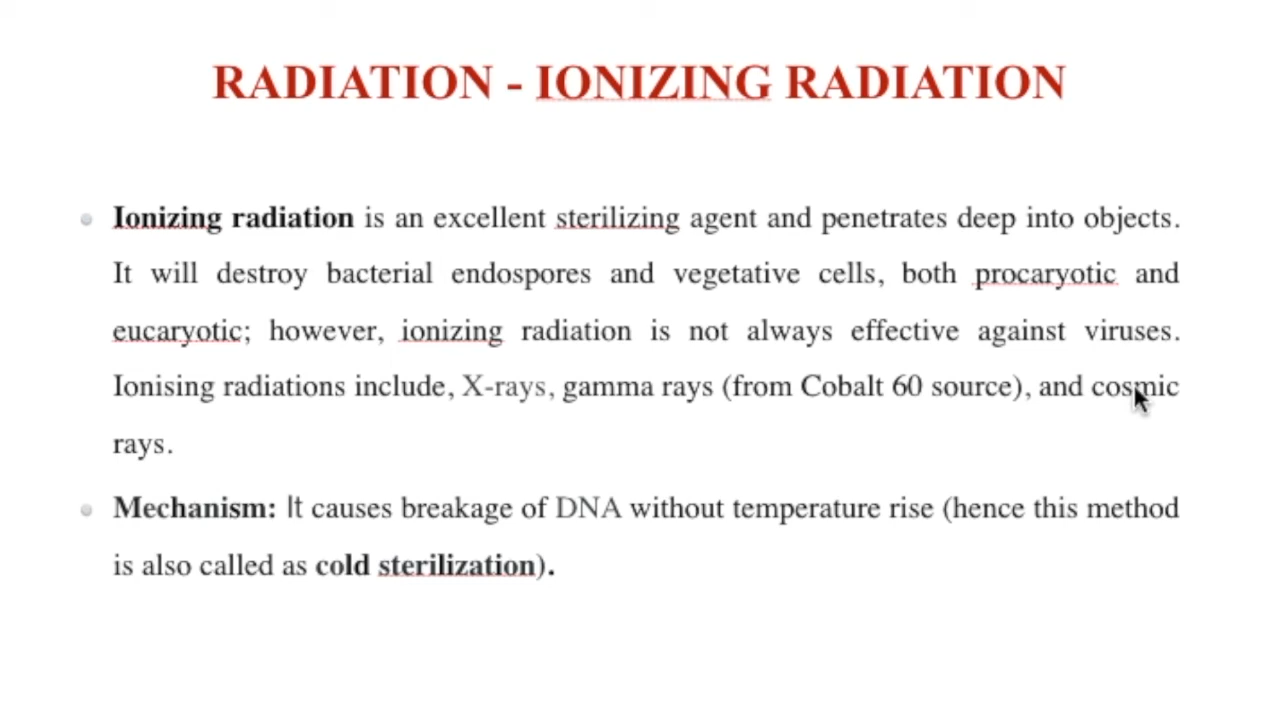 RADIATION - IONIZING RADIATION
Ionizing radiation is an excellent sterilizing agent and penetrates deep into objects.
It will destroy bacterial endospores and vegetative cells, both procaryotic and
eucaryotic; however, ionizing radiation is not always effective against viruses.
Ionising radiations include, X-rays, gamma rays (from Cobalt 60 source), and cosmic
rays.
Mechanism: It causes breakage of DNA without temperature rise (hence this method
is also called as cold sterilization).